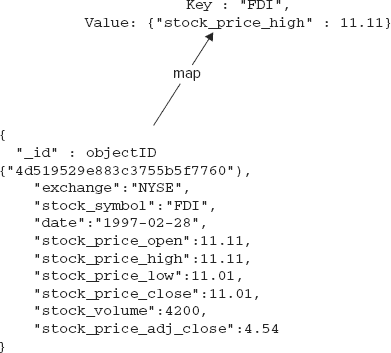 Key : "FDI",
Value: {"stock_price_high" : 11.11}
map
{
"_id" : objectID
{"4d519529e883c3755b5f7760"),
"exchange":"NYSE",
"stock_symbol":"FDI",
"date":"1997-02-28",
"stock_price_open":11.11,
"stock_price_high":11.11,
"stock_price_low":11.01,
"stock_price_close":11.01,
"stock_volume":4200,
"stock_price_adj_close":4.54
}